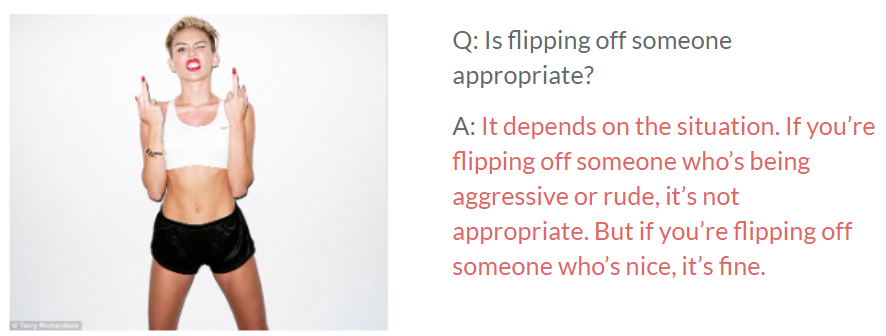 Q: Is flipping off someone
appropriate?
A: It depends on the situation. If you’re
flipping off someone who’s being
aggressive or rude, it’s not
appropriate. But if you’re flipping off
someone who’s nice, it’s fine.
© Terry Richardson